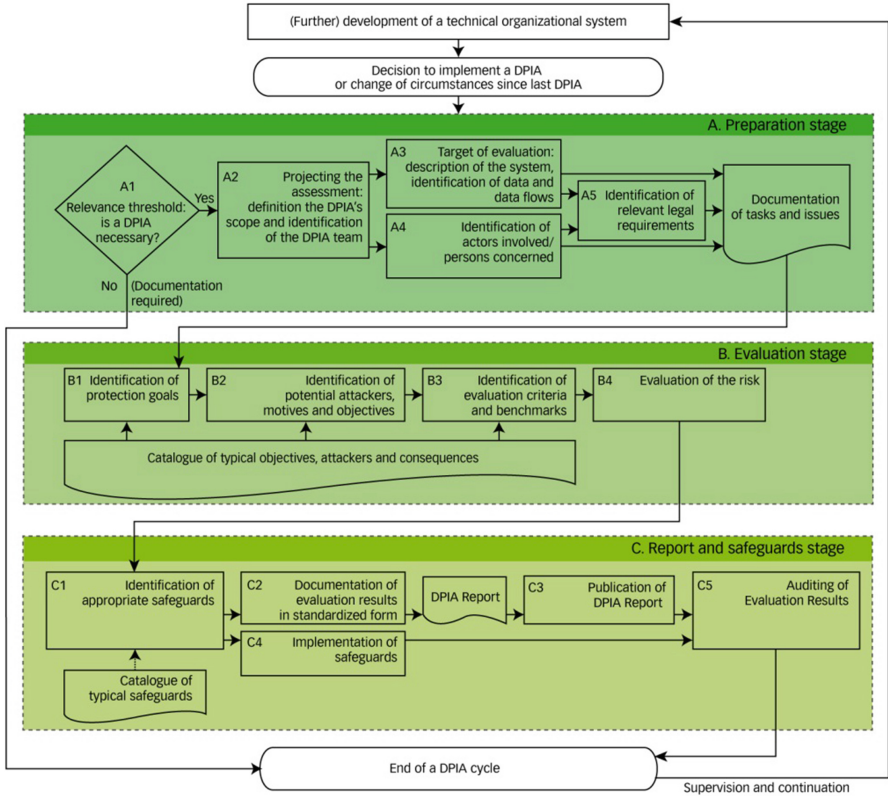 (Further) development of a technical organizational system
Decision to implement a DPIA
or change of circumstances since last DPIA
A. Preparation stage
A1
Relevance threshold:
is a DPIA
necessary?
Yes
No
(Documentation
required)
A2
Projecting the
assessment:
definition the DPIA's
scope and identification
of the DPIA team
A3
Target of evaluation:
description of the system,
identification of data and
data flows
A4
Identification of
actors involved/
persons concerned
A5
Identification of
relevant legal
requirements
Documentation
of tasks and issues
B. Evaluation stage
B1
Identification of
protection goals
B2
Identification of
potential attackers,
motives and objectives
B3
Identification of
evaluation criteria
and benchmarks
B4
Evaluation of the risk
Catalogue of typical objectives, attackers and consequences
C. Report and safeguards stage
C1
Identification of
appropriate safeguards
C2
Documentation of
evaluation results
in standardized form
DPIA Report
C3
Publication of
DPIA Report
C5
Auditing of
Evaluation Results
C4
Implementation of
safeguards
Catalogue of
typical safeguards
End of a DPIA cycle
Supervision and continuation